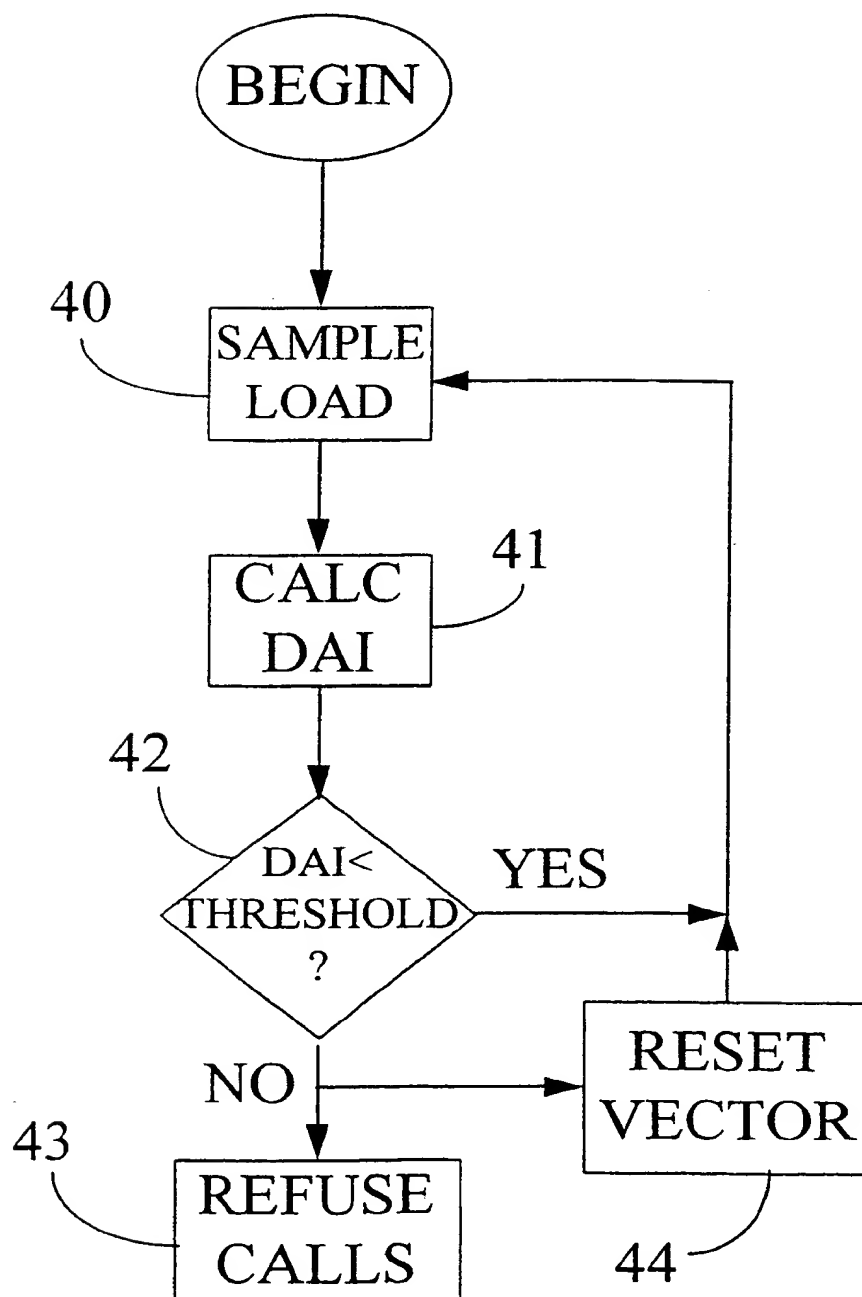 BEGIN
40
SAMPLE
LOAD
41
CALC
DAI
42
DAI<
THRESHOLD
?
YES
NO
RESET
VECTOR
43
REFUSE
CALLS
44